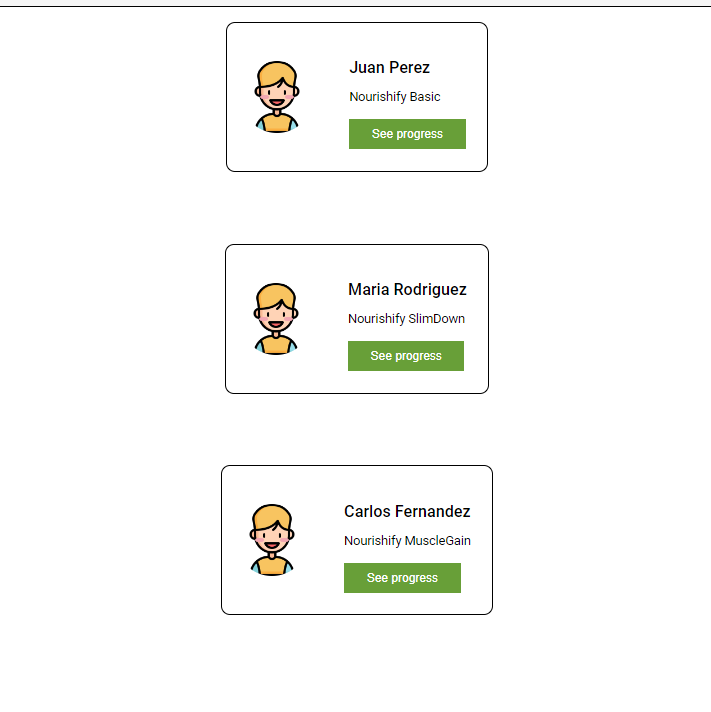 Juan Perez
Nourishify Basic
See progress
Maria Rodriguez
Nourishify SlimDown
See progress
Carlos Fernandez
Nourishify MuscleGain
See progress